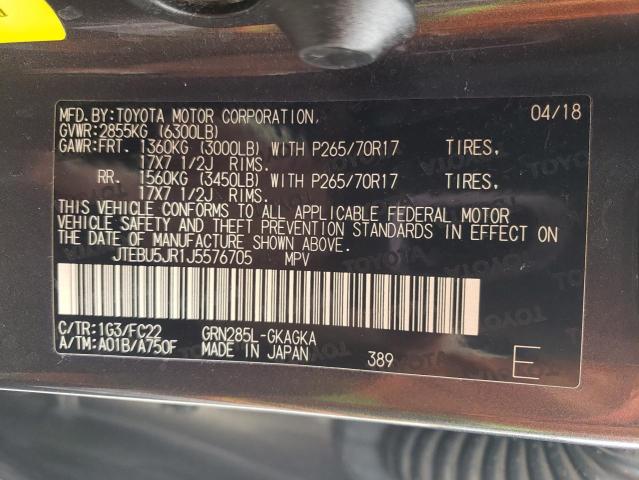 MFD.BY:TOYOTA MOTOR CORPORATION. 04/18
GVWR:2855KG (6300LB)
GAWR:FRT. 1360KG (3000LB) WITH P265/70R17 TIRES,
17X7 1/2J RIMS.
RR. 1560KG (3450LB) WITH P265/70R17 TIRES,
17X7 1/2J RIMS.
THIS VEHICLE CONFORMS TO ALL APPLICABLE FEDERAL MOTOR
VEHICLE SAFETY AND THEFT PREVENTION STANDARDS IN EFFECT ON
THE DATE OF MANUFACTURE SHOWN ABOVE.
JTEBU5JR1J5576705 MPV
C/TR:1G3/FC22 GRN285L-GKAGKA
A/TM:A01B/A750F MADE IN JAPAN 389 E